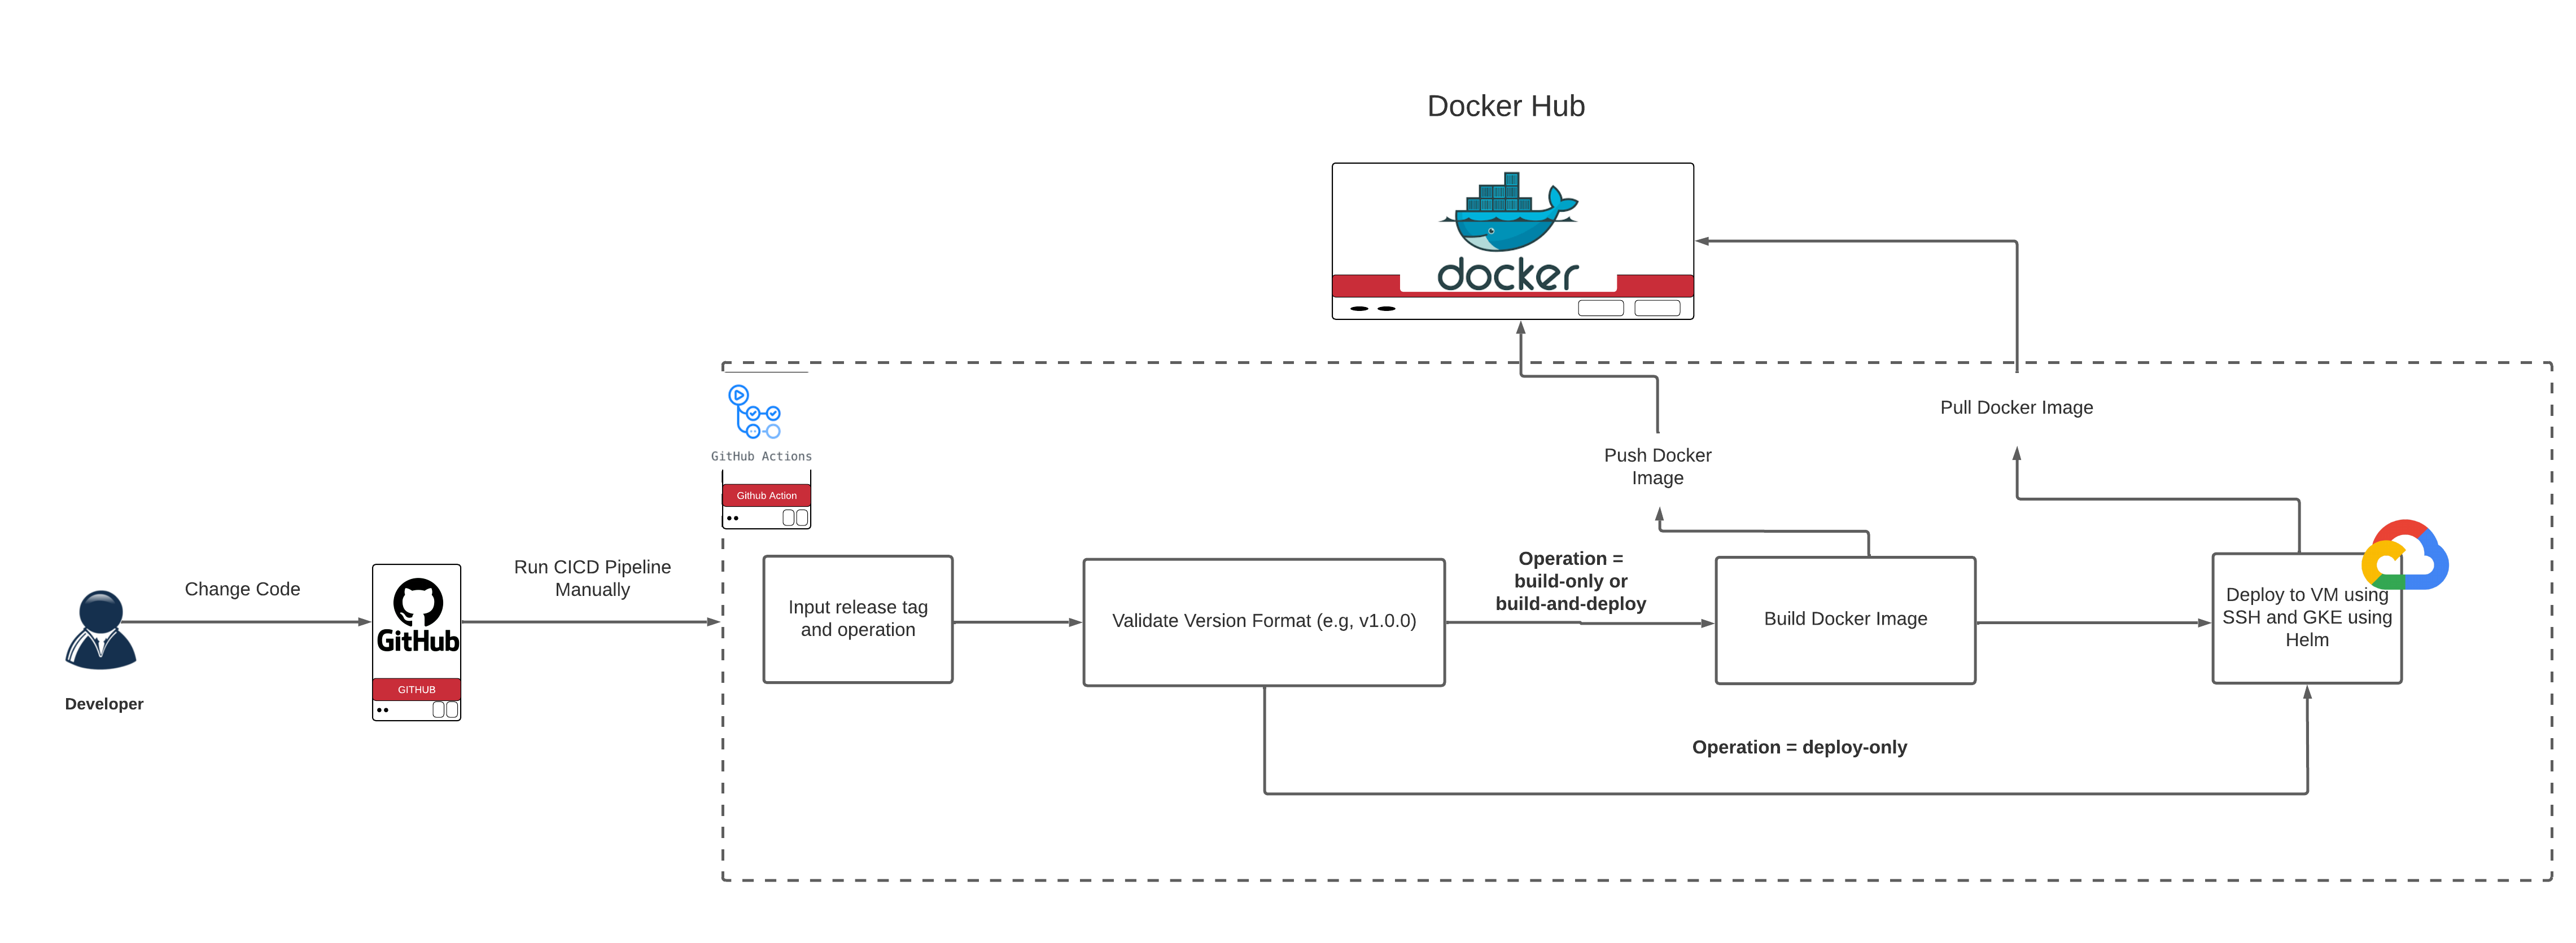 Docker Hub
docker
Pull Docker Image
GitHub Actions
Push Docker
Image
Github Action
Change Code
Run CICD Pipeline
Manually
GitHub
GITHUB
Developer
Input release tag
and operation
Validate Version Format (e.g, v1.0.0)
Operation =
build-only or
build-and-deploy
Build Docker Image
Deploy to VM using
SSH and GKE using
Helm
Operation = deploy-only